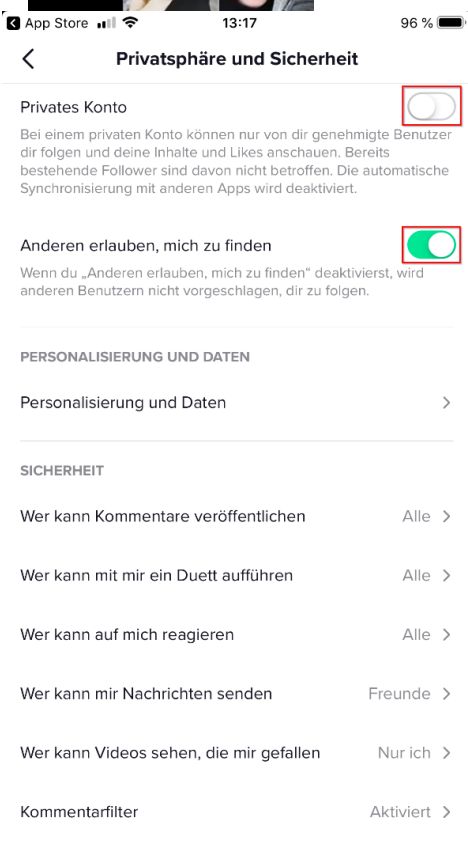 App Store 13:17 96 %
Privatsphäre und Sicherheit
Privates Konto
Bei einem privaten Konto können nur von dir genehmigte Benutzer
dir folgen und deine Inhalte und Likes anschauen. Bereits
bestehende Follower sind davon nicht betroffen. Die automatische
Synchronisierung mit anderen Apps wird deaktiviert.
Anderen erlauben, mich zu finden
Wenn du „Anderen erlauben, mich zu finden“ deaktivierst, wird
anderen Benutzern nicht vorgeschlagen, dir zu folgen.
PERSONALISIERUNG UND DATEN
Personalisierung und Daten
SICHERHEIT
Wer kann Kommentare veröffentlichen Alle
Wer kann mit mir ein Duett aufführen Alle
Wer kann auf mich reagieren Alle
Wer kann mir Nachrichten senden Freunde
Wer kann Videos sehen, die mir gefallen Nur ich
Kommentarfilter Aktiviert